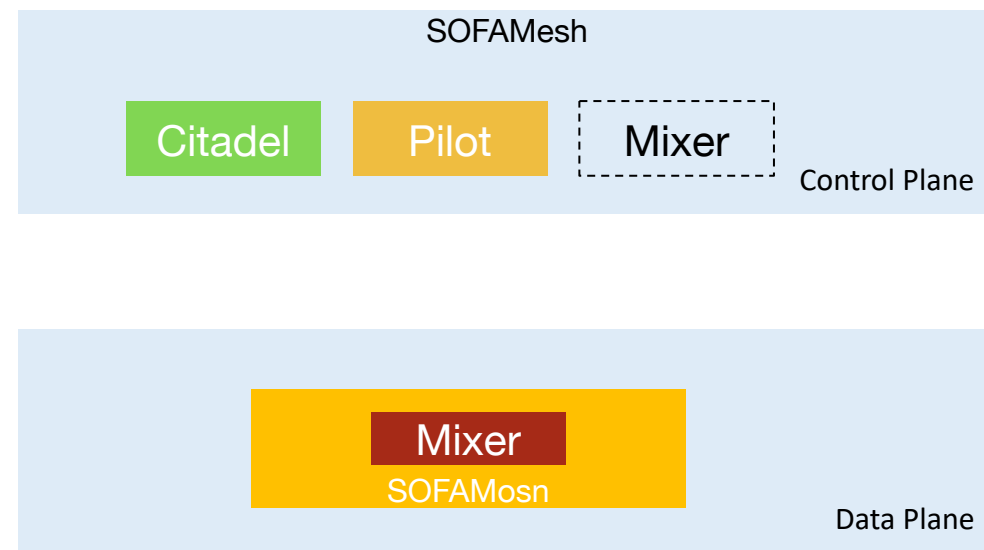 SOFAMesh
Citadel
Pilot
Mixer
Control Plane
Mixer
SOFAMosn
Data Plane